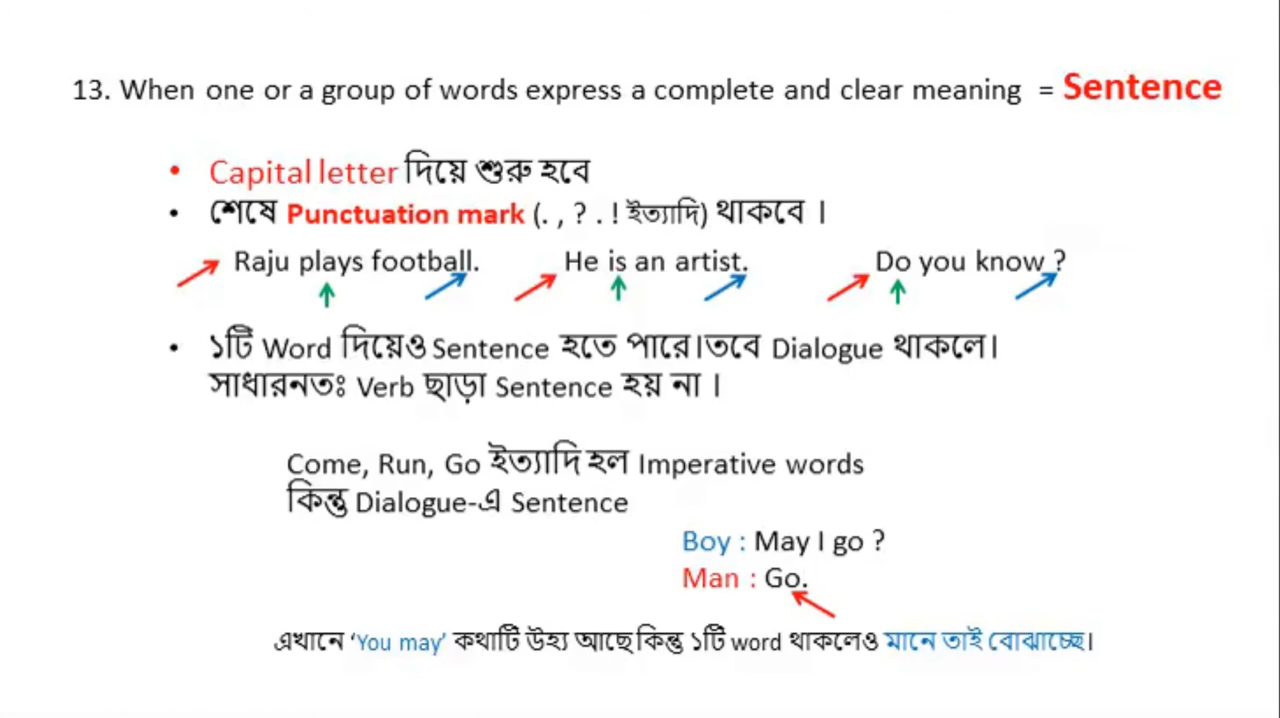 13. When one or a group of words express a complete and clear meaning = Sentence
• Capital letter দিয়ে শুরু হবে
• শেষে Punctuation mark (. , ? . ! ইত্যাদি) থাকবে ।
Raju plays football. He is an artist. Do you know ?
• ১টি Word দিয়েও Sentence হতে পারে।তবে Dialogue থাকলে।
সাধারনতঃ Verb ছাড়া Sentence হয় না ।
Come, Run, Go ইত্যাদি হল Imperative words
কিন্তু Dialogue-এ Sentence
Boy : May I go ?
Man : Go.
এখানে ‘You may’ কথাটি উহ্য আছে কিন্তু ১টি word থাকলেও মানে তাই বোঝাচ্ছে।